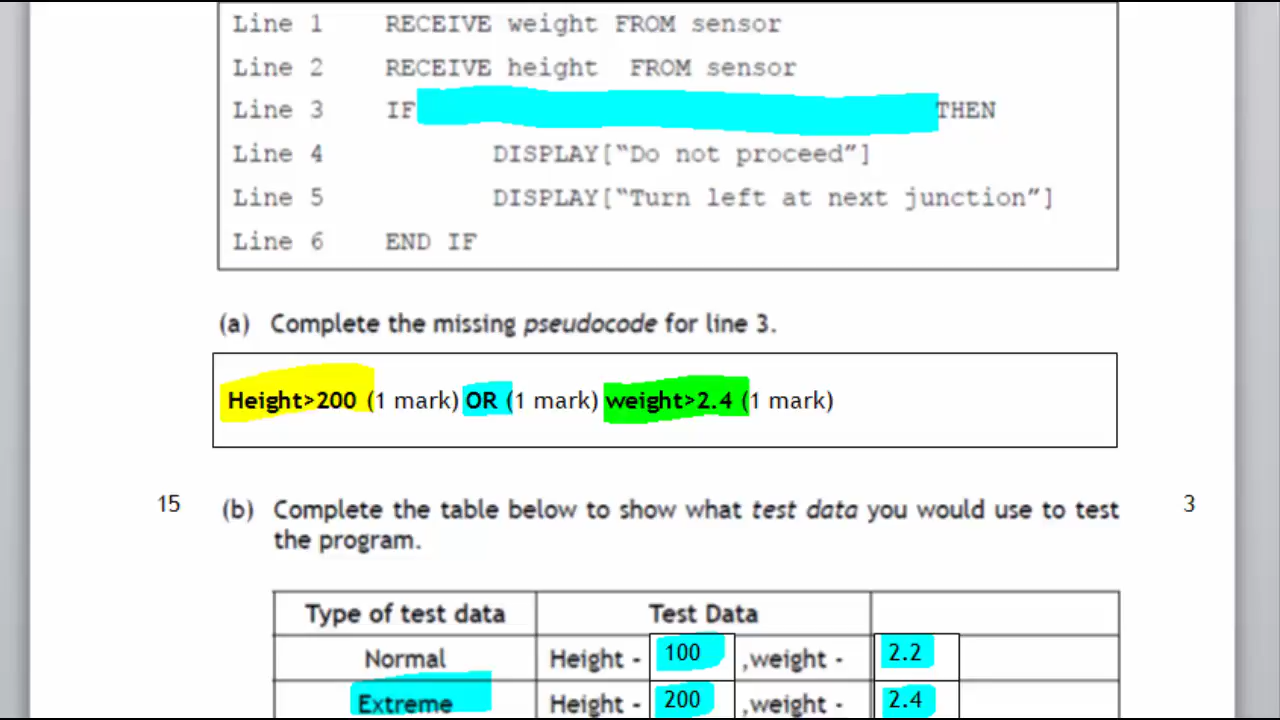 Line 1 RECEIVE weight FROM sensor
Line 2 RECEIVE height FROM sensor
Line 3 IF THEN
Line 4 DISPLAY["Do not proceed"]
Line 5 DISPLAY["Turn left at next junction"]
Line 6 END IF
(a) Complete the missing pseudocode for line 3.
Height>200 (1 mark) OR (1 mark) weight>2.4 (1 mark)
15 (b) Complete the table below to show what test data you would use to test 3
the program.
Type of test data Test Data
Normal Height - 100 ,weight - 2.2
Extreme Height - 200 ,weight - 2.4